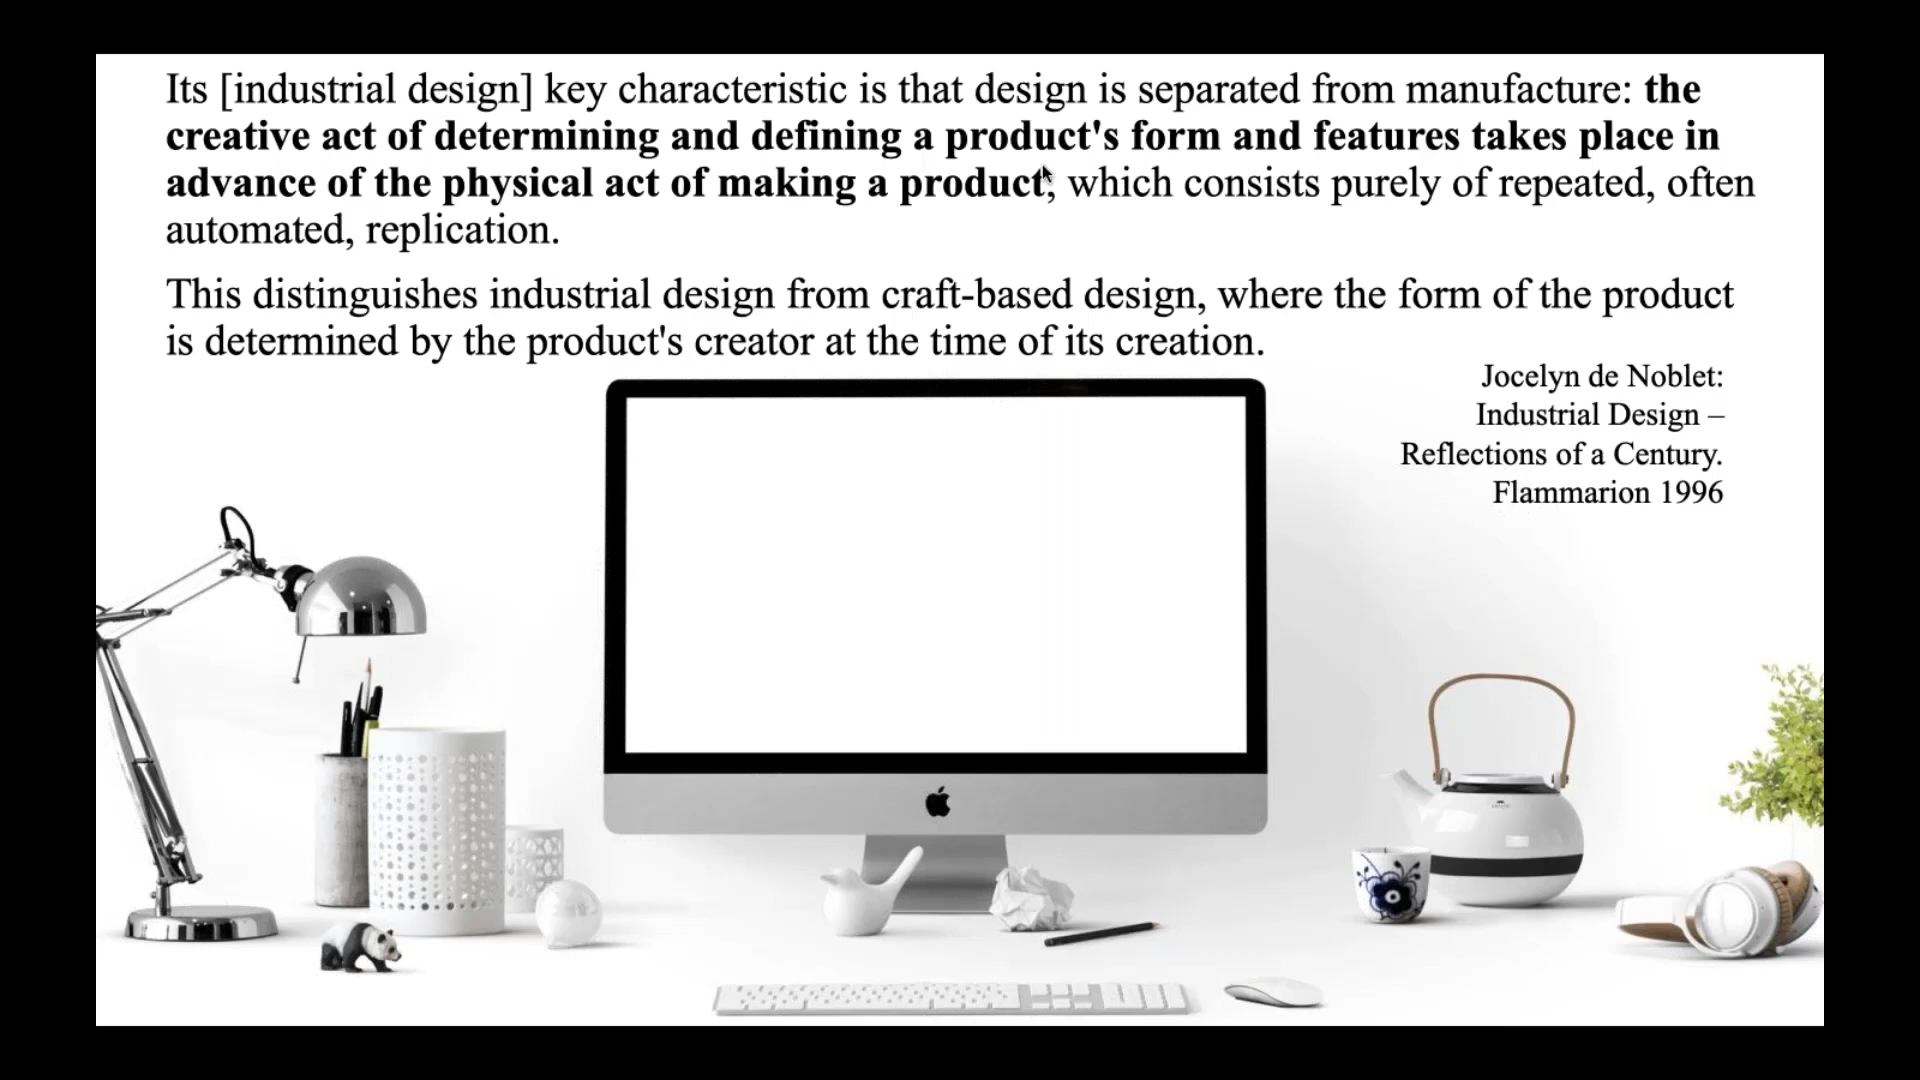 Its [industrial design] key characteristic is that design is separated from manufacture: the
creative act of determining and defining a product's form and features takes place in
advance of the physical act of making a product, which consists purely of repeated, often
automated, replication.
This distinguishes industrial design from craft-based design, where the form of the product
is determined by the product's creator at the time of its creation.
Jocelyn de Noblet:
Industrial Design –
Reflections of a Century.
Flammarion 1996